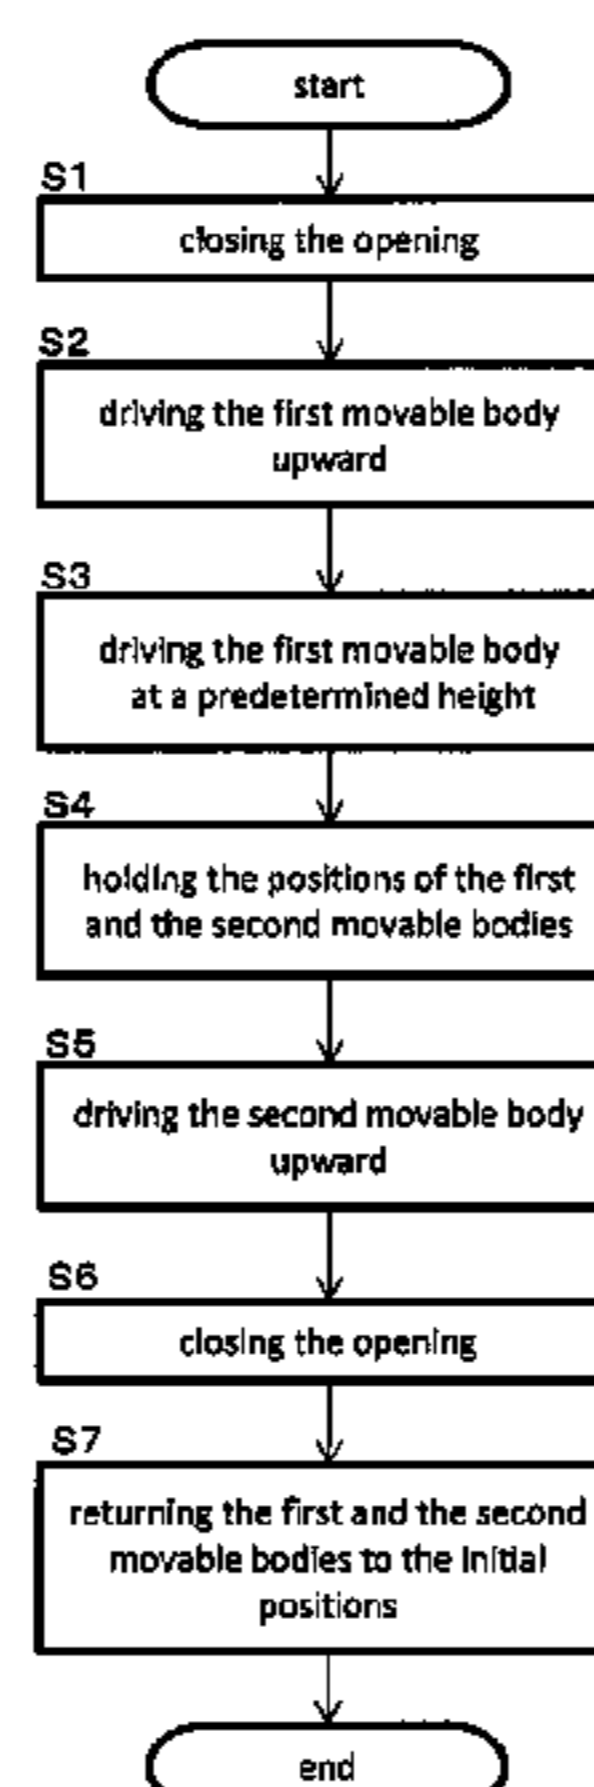 start
S1
closing the opening
S2
driving the first movable body
upward
S3
driving the first movable body
at a predetermined height
S4
holding the positions of the first
and the second movable bodies
S5
driving the second movable body
upward
S6
closing the opening
S7
returning the first and the second
movable bodies to the initial
positions
end